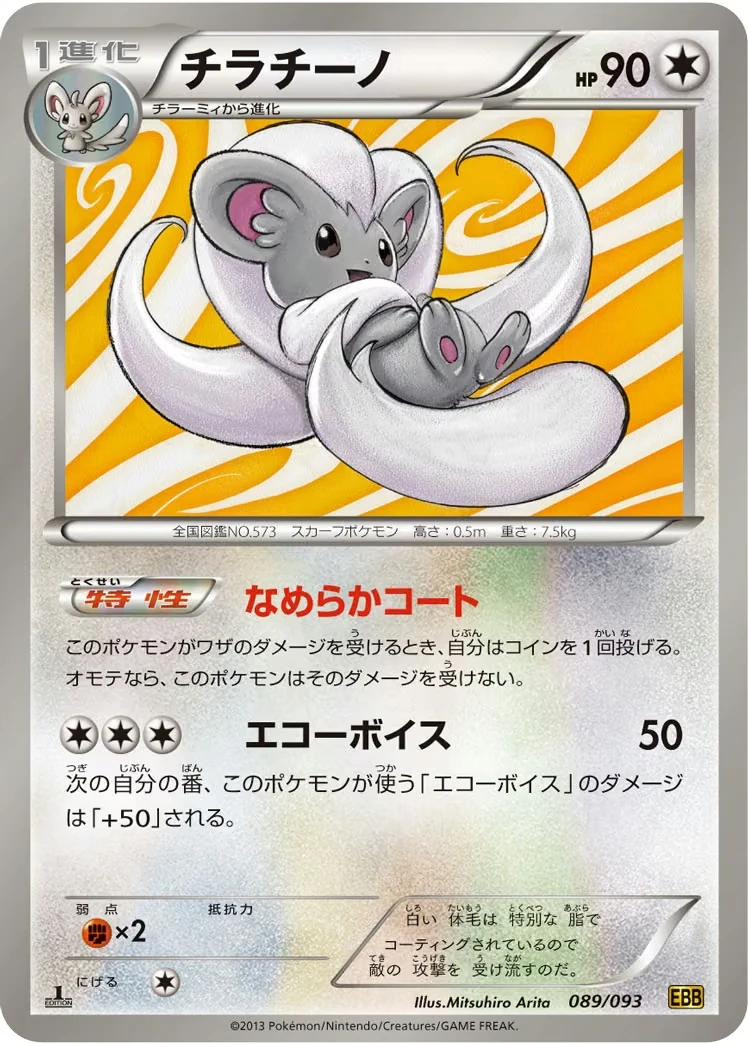 1進化
チラチーノ
HP90
チラーミィから進化
全国図鑑NO.573 スカーフポケモン 高さ：0.5m 重さ：7.5kg
とくせい
特性 なめらかコート
このポケモンがワザのダメージを受けるとき、自分はコインを1回投げる。
オモテなら、このポケモンはそのダメージを受けない。
エコーボイス 50
次の自分の番、このポケモンが使う「エコーボイス」のダメージ
は「+50」される。
弱点 抵抗力
×2
にげる
白い 体毛は 特別な 脂で
コーティングされているので
敵の 攻撃を 受け流すのだ。
1 EDITION
Illus.Mitsuhiro Arita 089/093 EBB
©2013 Pokémon/Nintendo/Creatures/GAME FREAK.